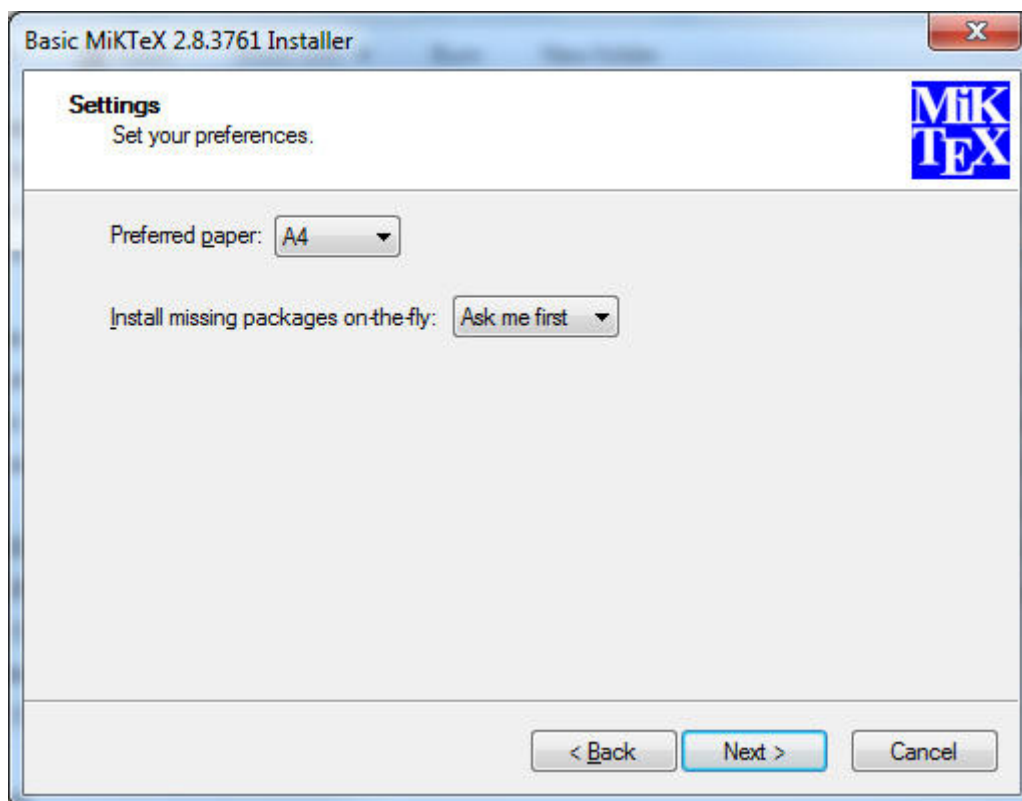 Basic MiKTeX 2.8.3761 Installer
Settings
Set your preferences.
MiK
TEX
Preferred paper: A4
Install missing packages on-the-fly: Ask me first
< Back Next > Cancel